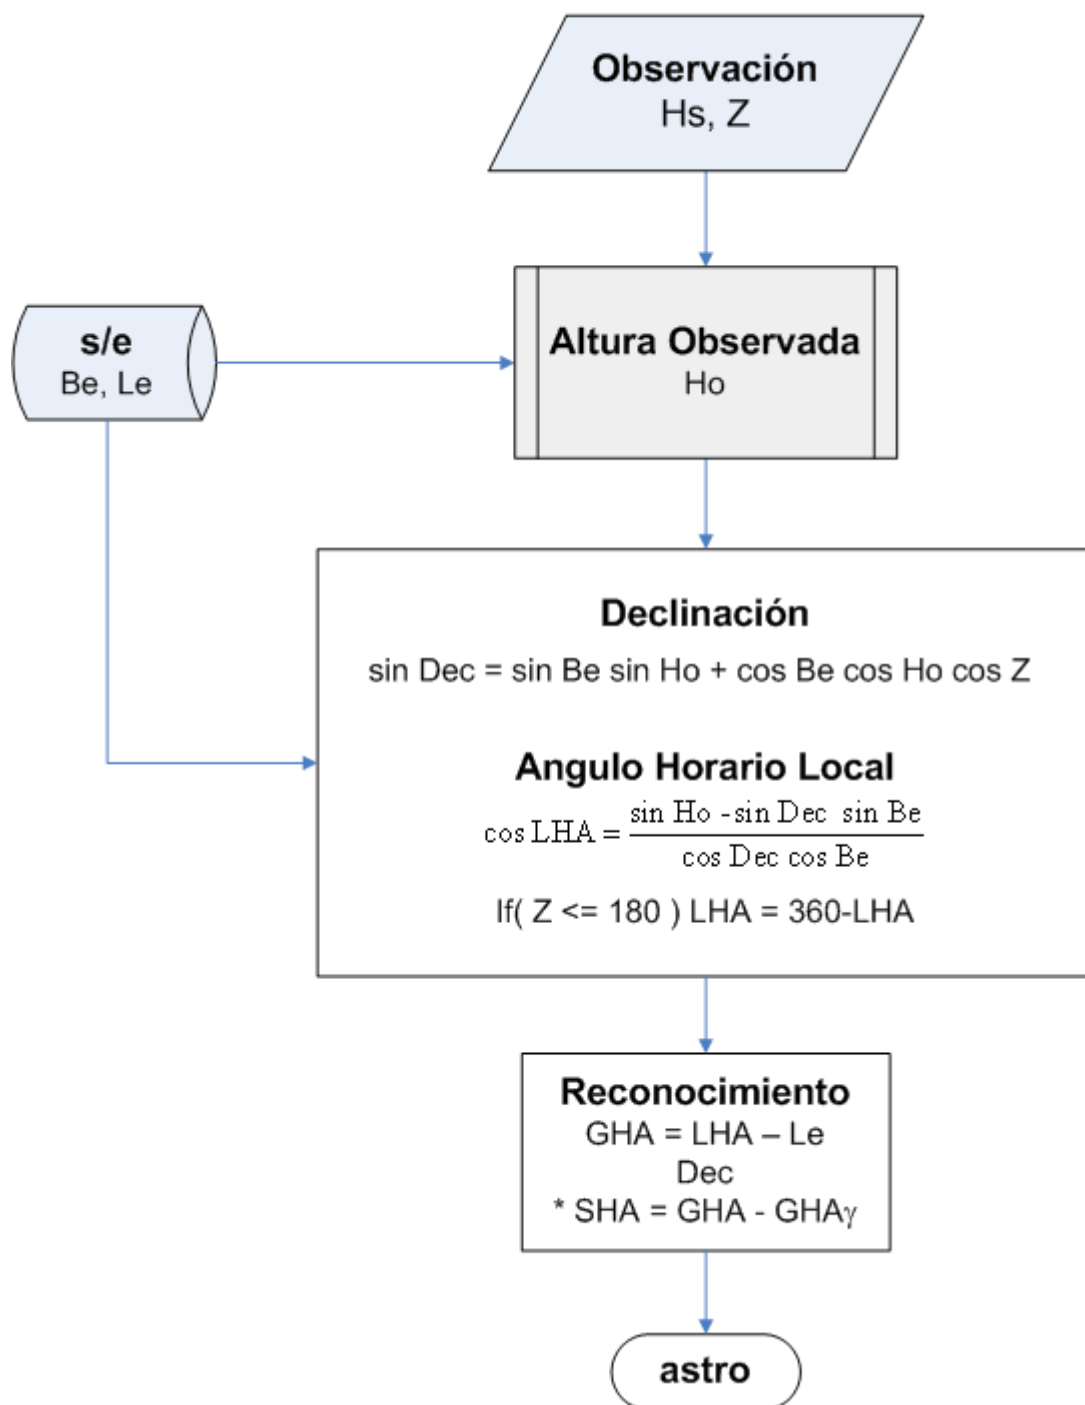 Observación
Hs, Z
s/e
Be, Le
Altura Observada
Ho
Declinación
sin Dec = sin Be sin Ho + cos Be cos Ho cos Z
Angulo Horario Local
cos LHA = (sin Ho - sin Dec sin Be) / (cos Dec cos Be)
If( Z <= 180 ) LHA = 360-LHA
Reconocimiento
GHA = LHA – Le
Dec
* SHA = GHA - GHAγ
astro